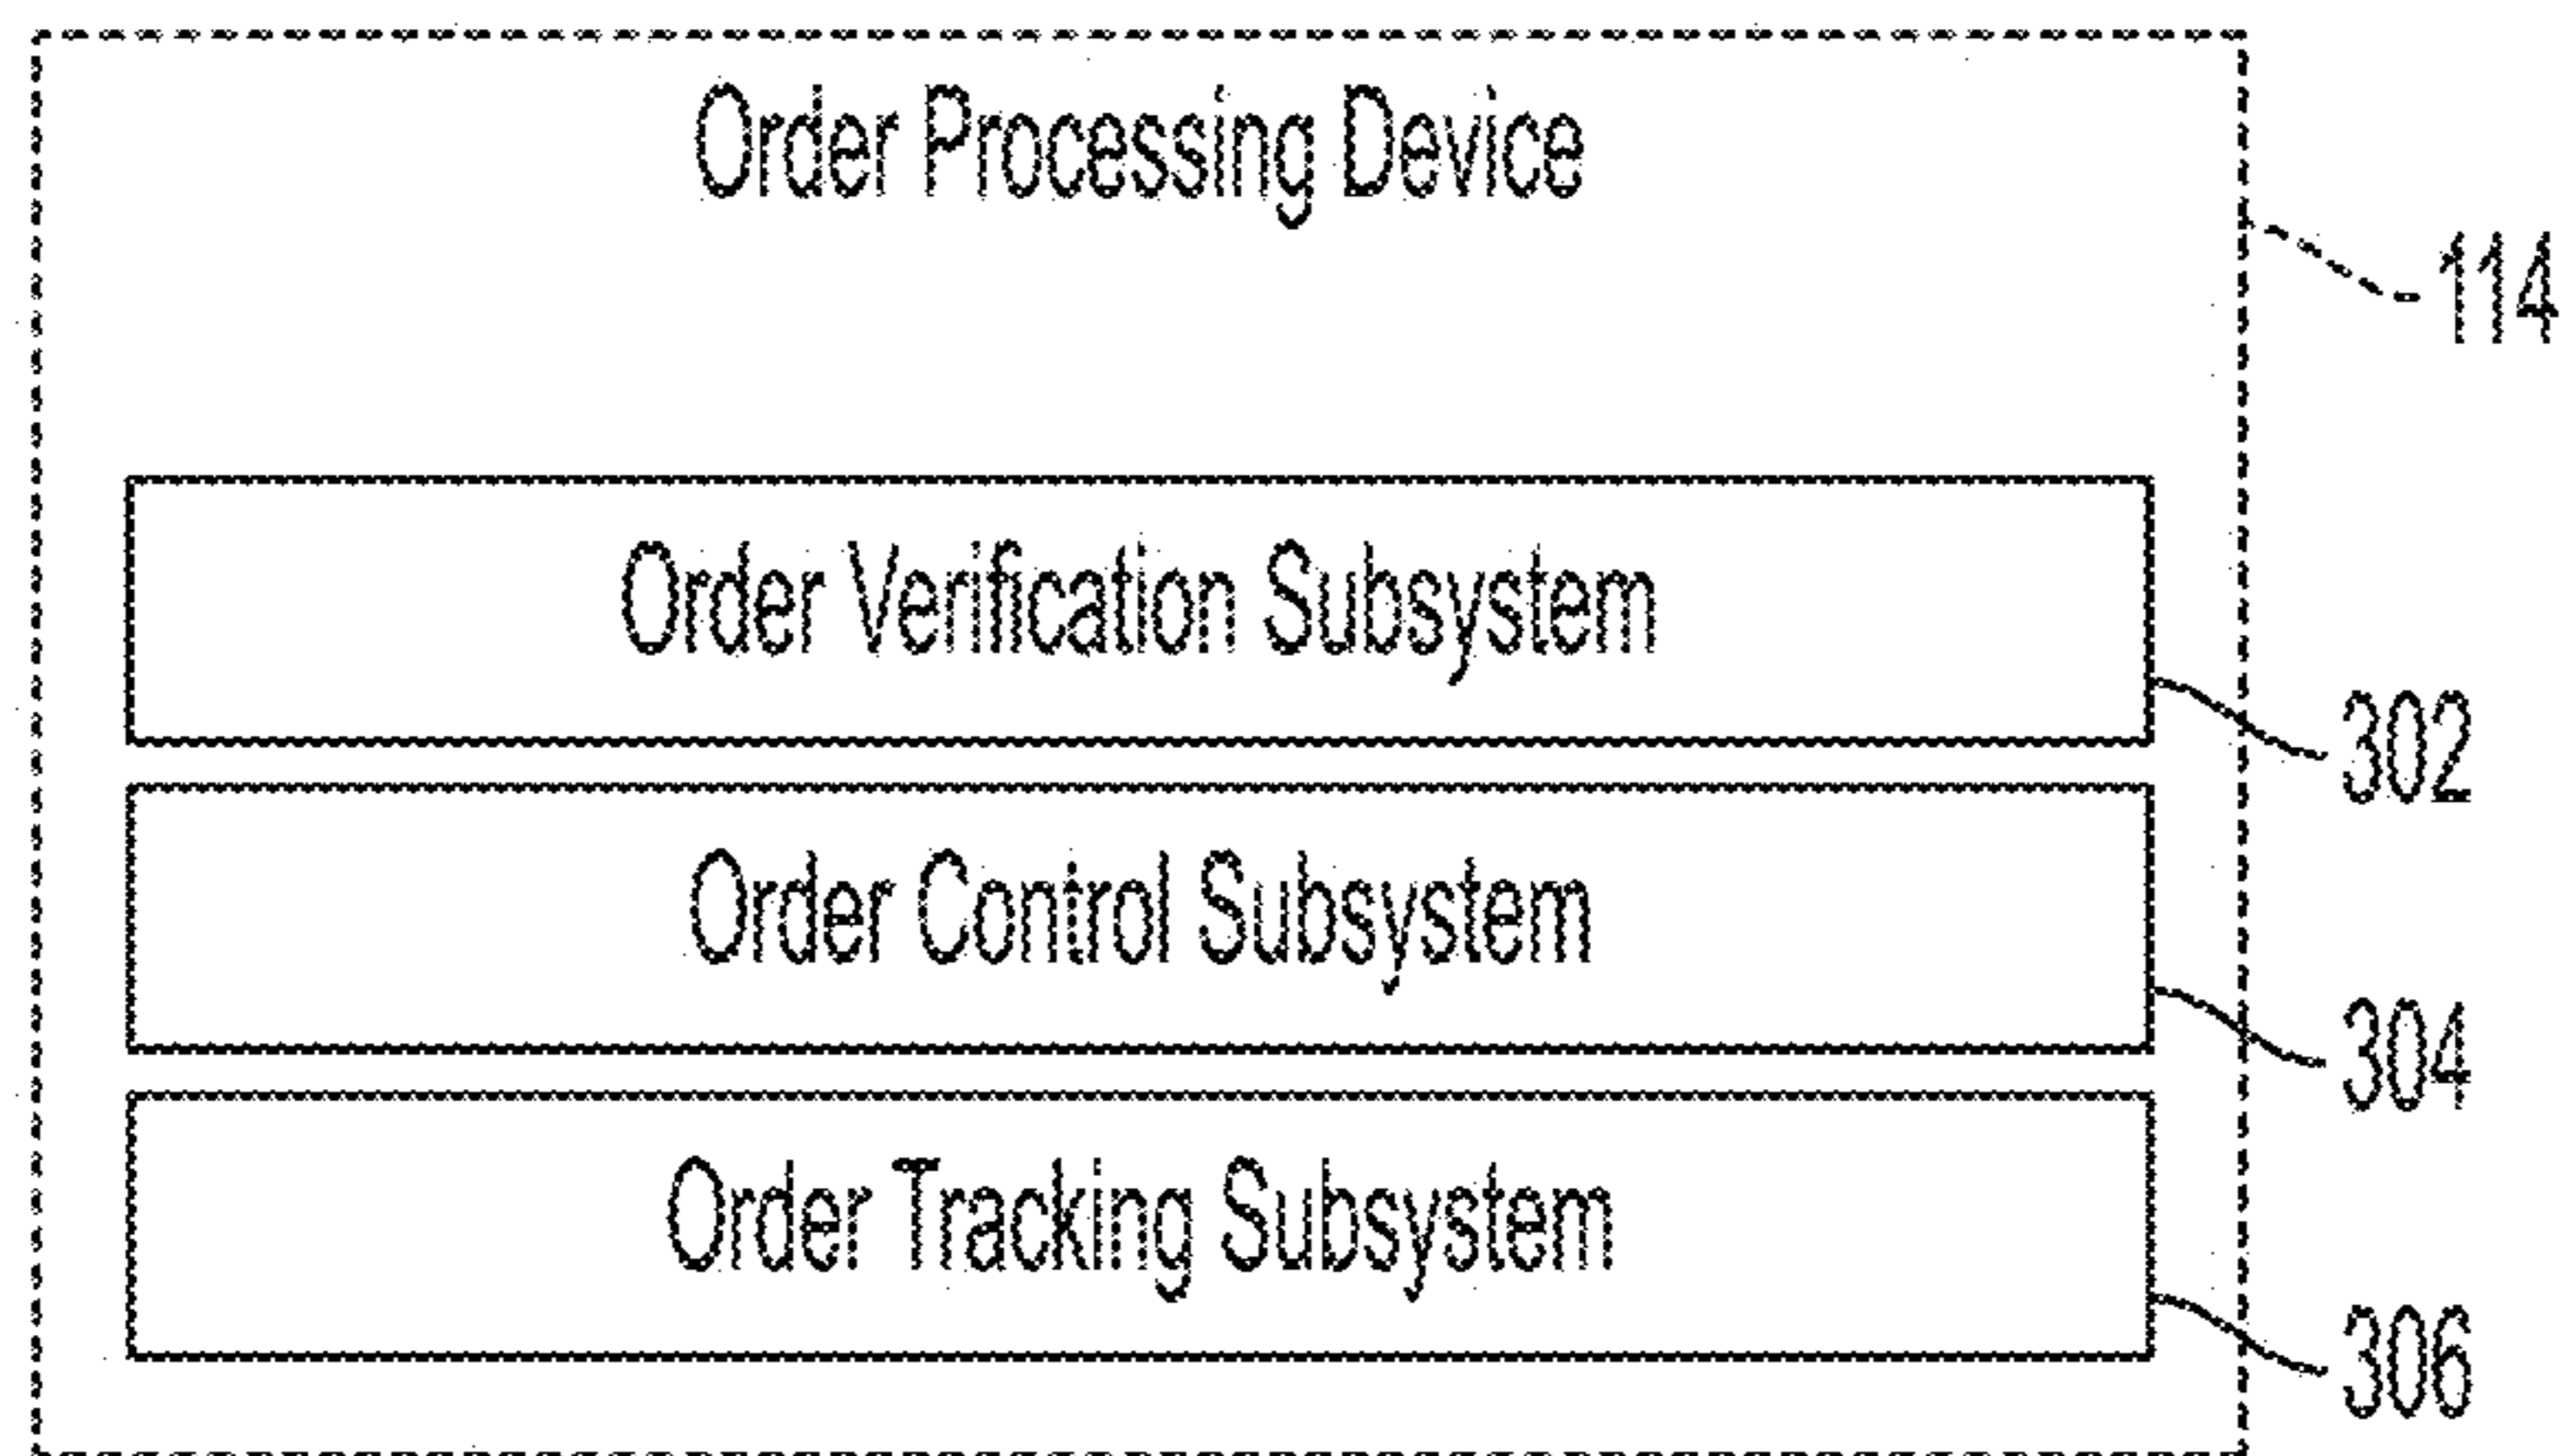 Order Processing Device
114
Order Verification Subsystem
302
Order Control Subsystem
304
Order Tracking Subsystem
306